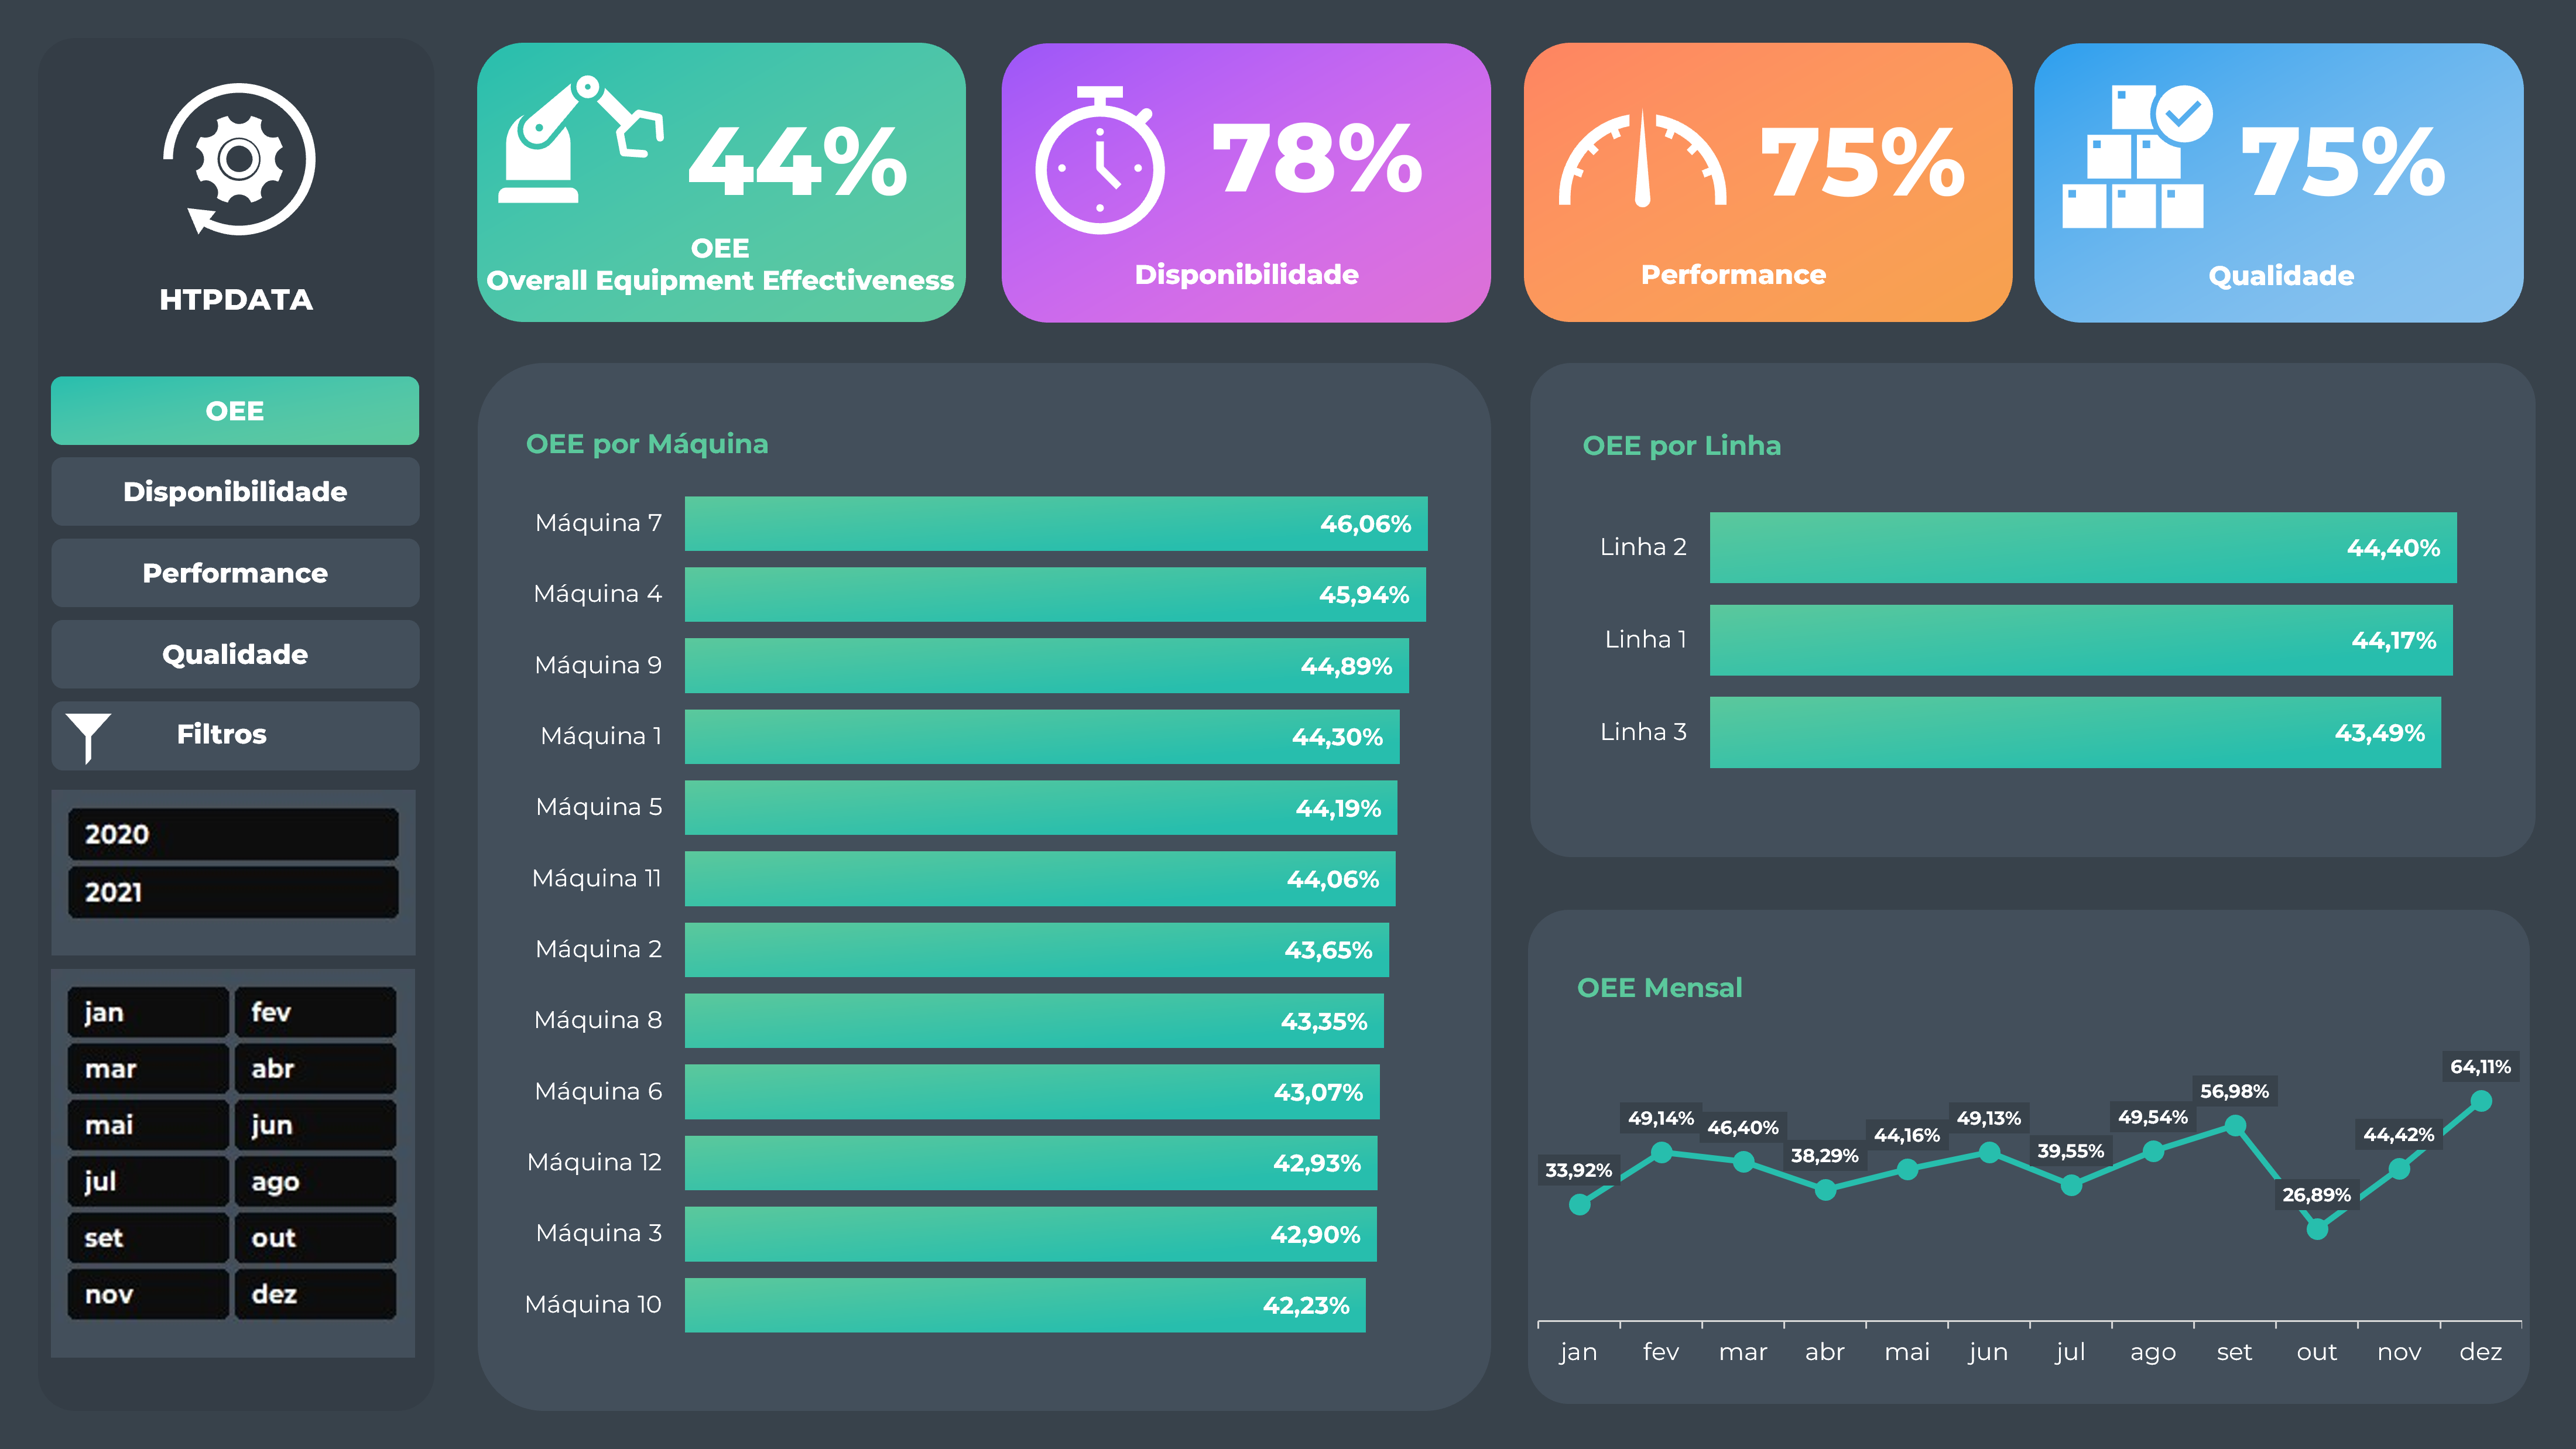 HTPDATA
OEE
Disponibilidade
Performance
Qualidade
Filtros
2020
2021
jan fev
mar abr
mai jun
jul ago
set out
nov dez
44%
OEE
Overall Equipment Effectiveness
78%
Disponibilidade
75%
Performance
75%
Qualidade
OEE por Máquina
Máquina 7 46,06%
Máquina 4 45,94%
Máquina 9 44,89%
Máquina 1 44,30%
Máquina 5 44,19%
Máquina 11 44,06%
Máquina 2 43,65%
Máquina 8 43,35%
Máquina 6 43,07%
Máquina 12 42,93%
Máquina 3 42,90%
Máquina 10 42,23%
OEE por Linha
Linha 2 44,40%
Linha 1 44,17%
Linha 3 43,49%
OEE Mensal
33,92% 49,14% 46,40% 38,29% 44,16% 49,13% 39,55% 49,54% 56,98% 26,89% 44,42% 64,11%
jan fev mar abr mai jun jul ago set out nov dez